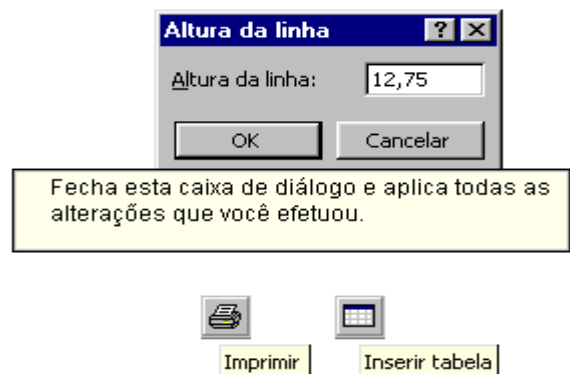 Altura da linha
Altura da linha: 12,75
OK Cancelar
Fecha esta caixa de diálogo e aplica todas as
alterações que você efetuou.
Imprimir Inserir tabela